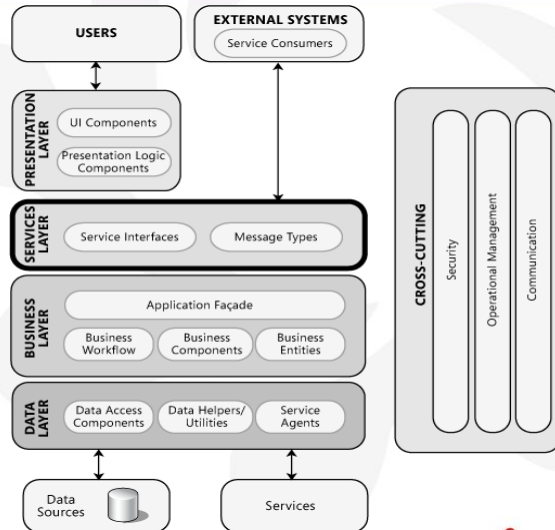 USERS
EXTERNAL SYSTEMS
Service Consumers
PRESENTATION
LAYER
UI Components
Presentation Logic
Components
SERVICES
LAYER
Service Interfaces
Message Types
BUSINESS
LAYER
Application Façade
Business
Workflow
Business
Components
Business
Entities
DATA
LAYER
Data Access
Components
Data Helpers/
Utilities
Service
Agents
Data
Sources
Services
CROSS-CUTTING
Security
Operational Management
Communication